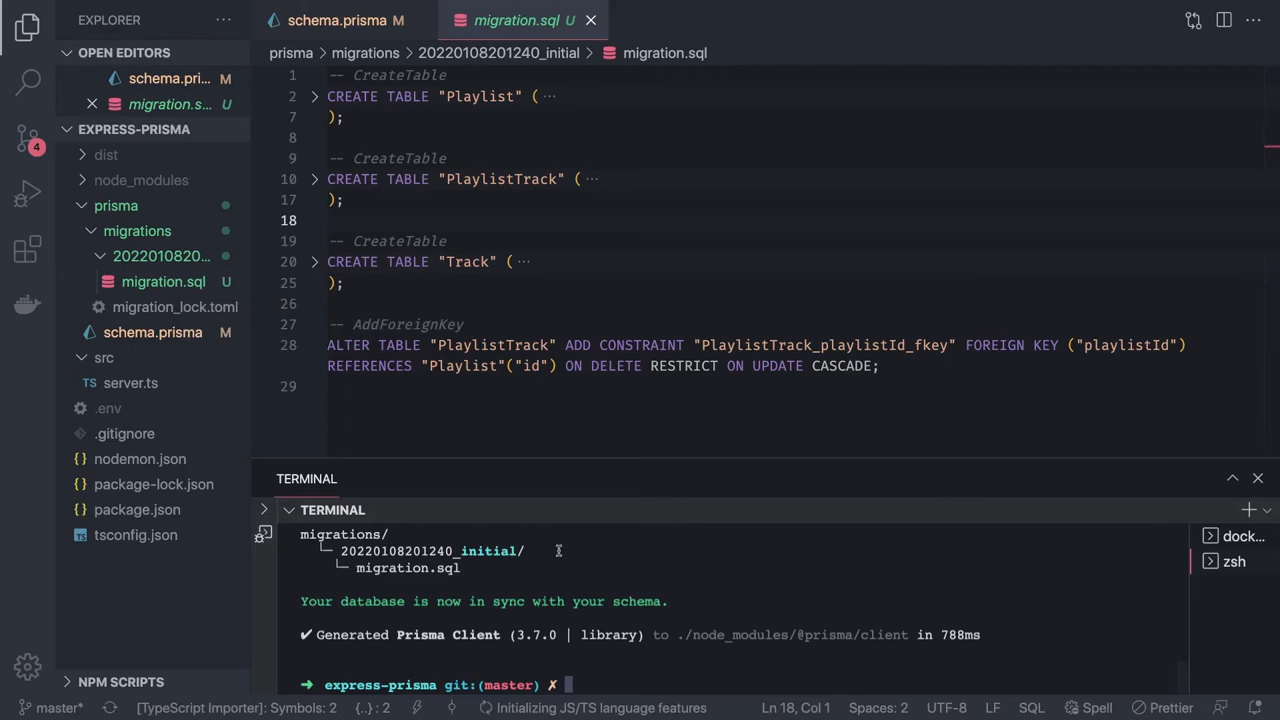 EXPLORER ···
schema.prisma M
migration.sql U
OPEN EDITORS
schema.pri... M
migration.s... U
EXPRESS-PRISMA
dist
node_modules
prisma
migrations
2022010820...
migration.sql U
migration_lock.toml
schema.prisma M
src
TS server.ts
.env
.gitignore
{} nodemon.json
{} package-lock.json
{} package.json
tsconfig.json
NPM SCRIPTS
4
prisma > migrations > 20220108201240_initial > migration.sql
1 -- CreateTable
2 CREATE TABLE "Playlist" ( ···
7 );
8
9 -- CreateTable
10 CREATE TABLE "PlaylistTrack" ( ···
17 );
18
19 -- CreateTable
20 CREATE TABLE "Track" ( ···
25 );
26
27 -- AddForeignKey
28 ALTER TABLE "PlaylistTrack" ADD CONSTRAINT "PlaylistTrack_playlistId_fkey" FOREIGN KEY ("playlistId")
REFERENCES "Playlist"("id") ON DELETE RESTRICT ON UPDATE CASCADE;
29
TERMINAL
TERMINAL
migrations/
└─ 20220108201240_initial/
└─ migration.sql
Your database is now in sync with your schema.
✔ Generated Prisma Client (3.7.0 | library) to ./node_modules/@prisma/client in 788ms
➜ express-prisma git:(master) ✗
dock...
zsh
master* [TypeScript Importer]: Symbols: 2 {..} : 2 Initializing JS/TS language features Ln 18, Col 1 Spaces: 2 UTF-8 LF SQL Spell Prettier